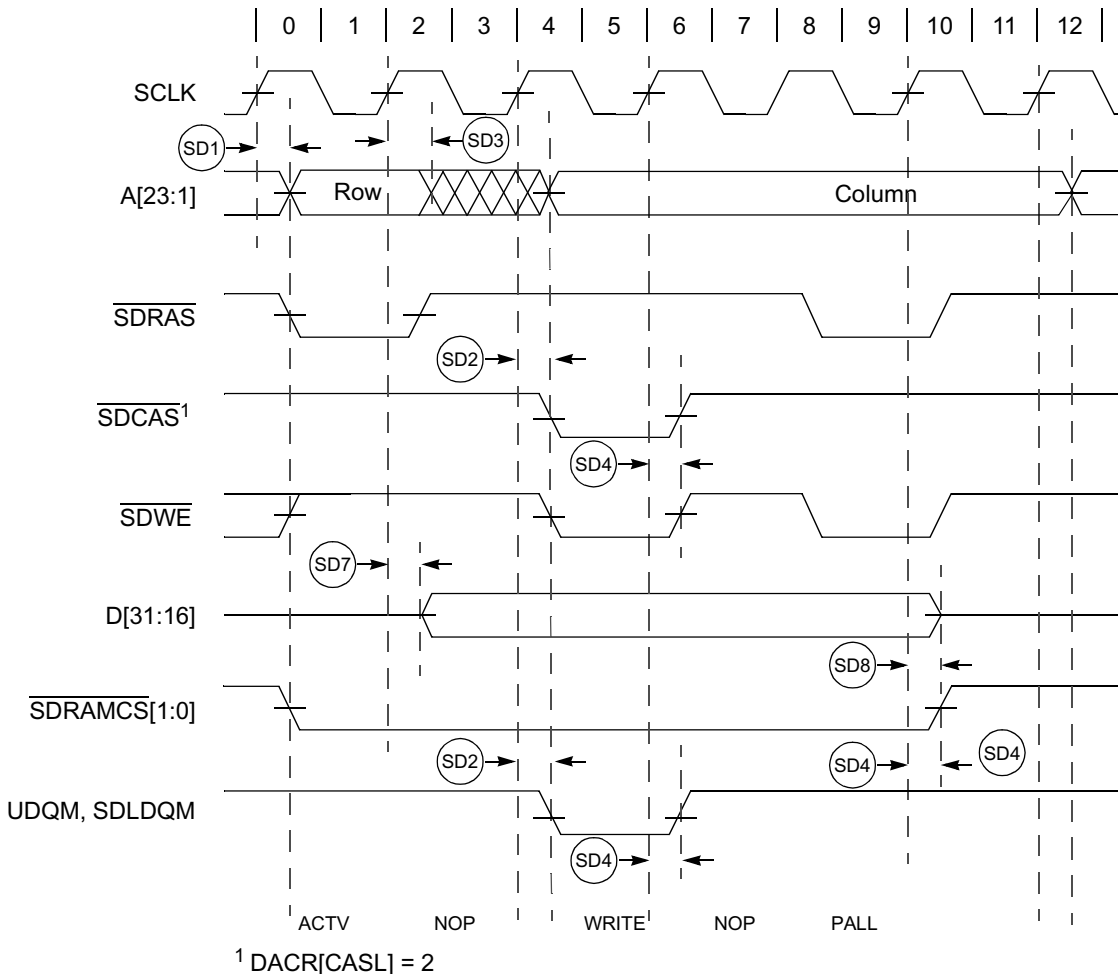 0 1 2 3 4 5 6 7 8 9 10 11 12
SCLK
SD1
SD3
A[23:1]
Row
Column
SDRAS
SD2
SDCAS1
SD4
SDWE
SD7
D[31:16]
SD8
SDRAMCS[1:0]
SD2
SD4
SD4
UDQM, SDLDQM
SD4
ACTV NOP WRITE NOP PALL
1 DACR[CASL] = 2